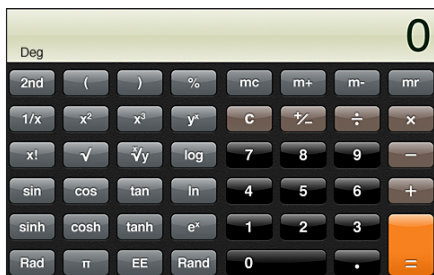 0
Deg
2nd ( ) % mc m+ m- mr
1/x x² x³ yˣ C +/− ÷ ×
x! √ ˣ√y log 7 8 9 −
sin cos tan ln 4 5 6 +
sinh cosh tanh eˣ 1 2 3 =
Rad π EE Rand 0 .